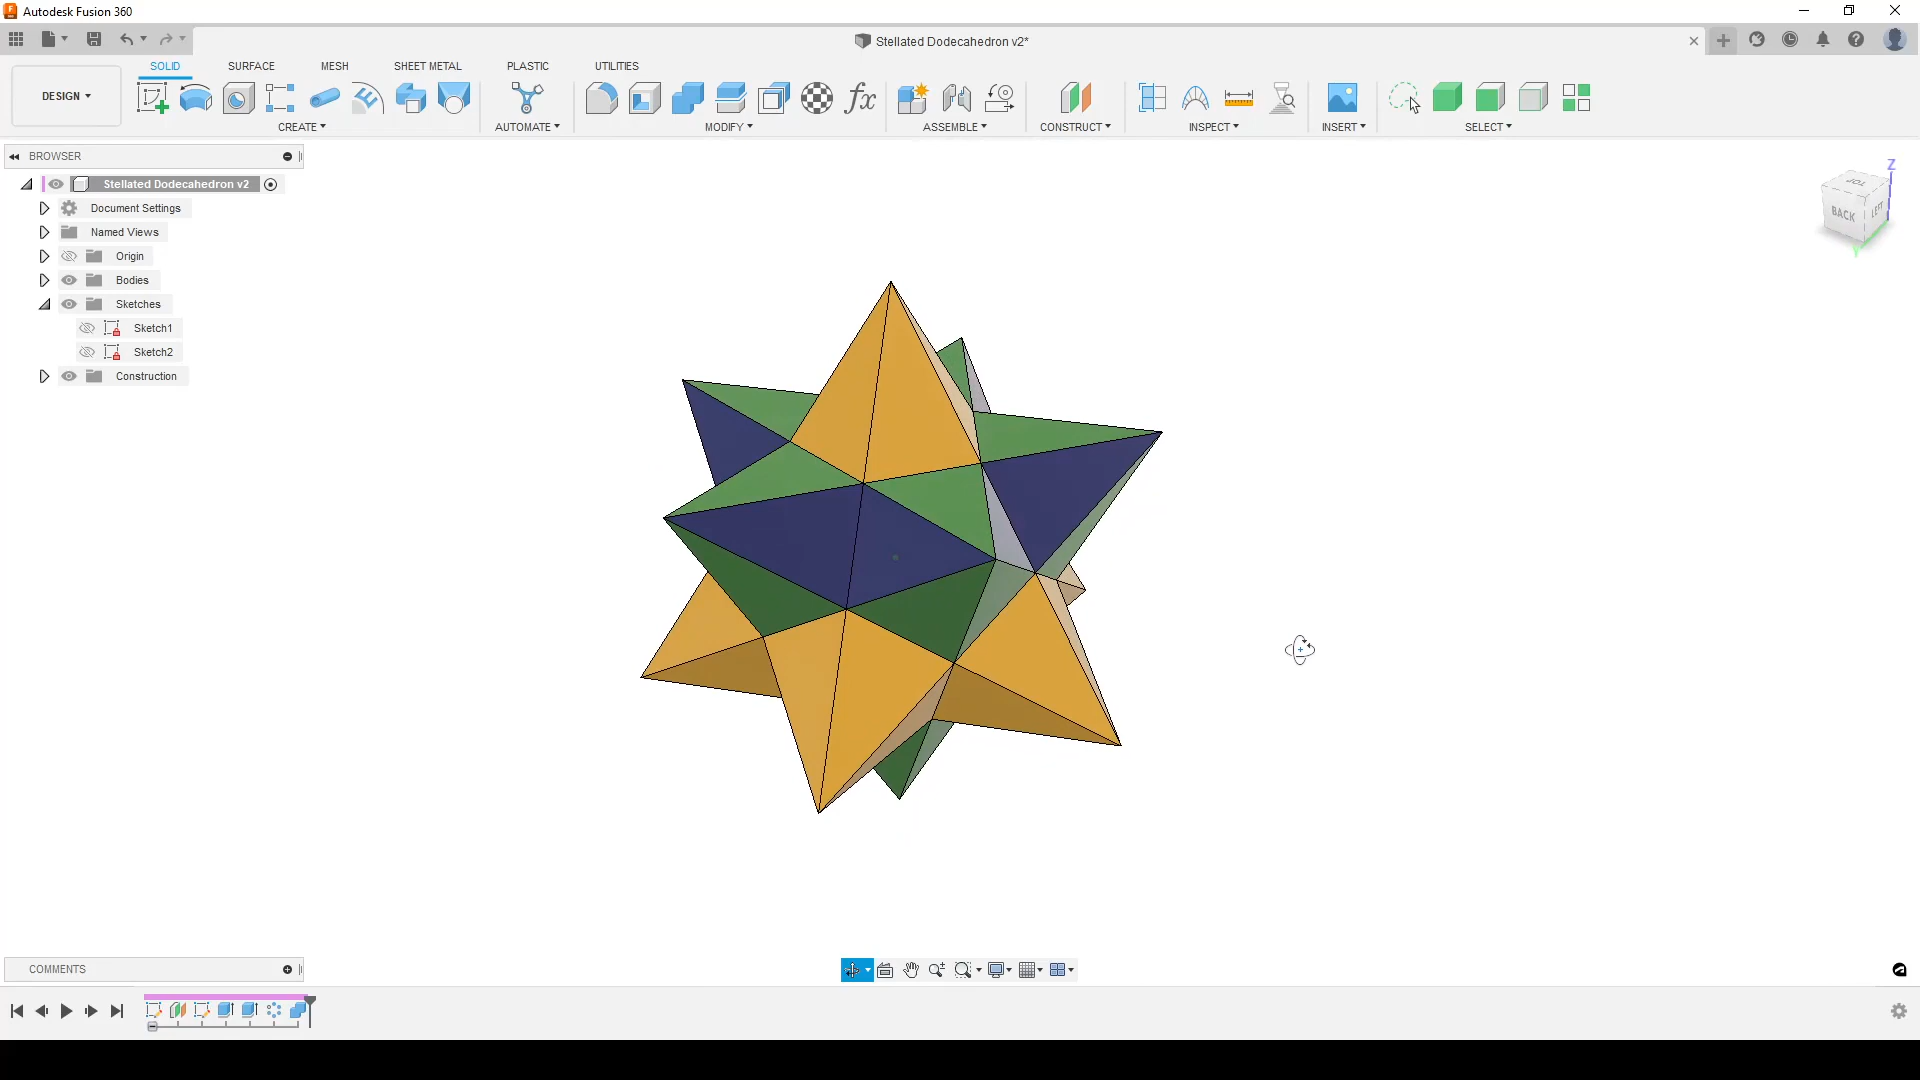 Autodesk Fusion 360
Stellated Dodecahedron v2*
SOLID SURFACE MESH SHEET METAL PLASTIC UTILITIES
DESIGN
CREATE AUTOMATE MODIFY ASSEMBLE CONSTRUCT INSPECT INSERT SELECT
BROWSER
Stellated Dodecahedron v2
Document Settings
Named Views
Origin
Bodies
Sketches
Sketch1
Sketch2
Construction
Z
TOP
BACK
LEFT
Y
COMMENTS